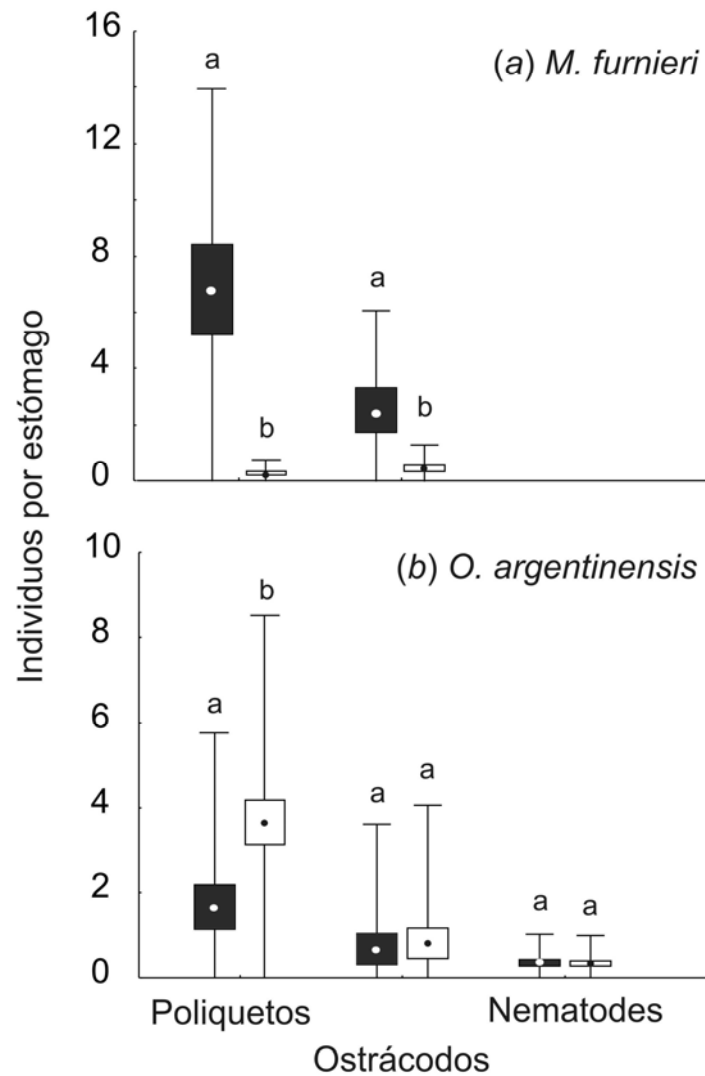 Individuos por estómago
(a) M. furnieri
16
12
8
4
0
a
b
a
b
(b) O. argentinensis
10
8
6
4
2
0
a
b
a
a
a
a
Poliquetos
Nematodes
Ostrácodos